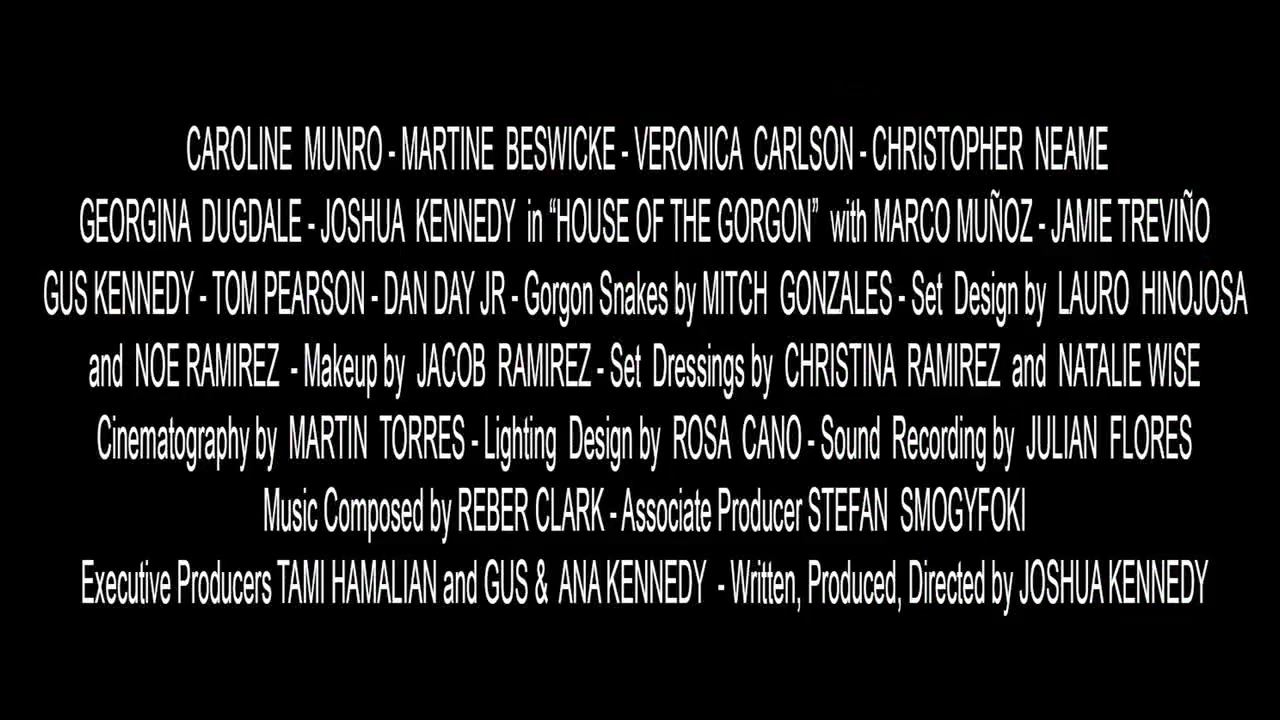 CAROLINE MUNRO - MARTINE BESWICKE - VERONICA CARLSON - CHRISTOPHER NEAME
GEORGINA DUGDALE - JOSHUA KENNEDY in “HOUSE OF THE GORGON” with MARCO MUÑOZ - JAMIE TREVIÑO
GUS KENNEDY - TOM PEARSON - DAN DAY JR - Gorgon Snakes by MITCH GONZALES - Set Design by LAURO HINOJOSA
and NOE RAMIREZ - Makeup by JACOB RAMIREZ - Set Dressings by CHRISTINA RAMIREZ and NATALIE WISE
Cinematography by MARTIN TORRES - Lighting Design by ROSA CANO - Sound Recording by JULIAN FLORES
Music Composed by REBER CLARK - Associate Producer STEFAN SMOGYFOKI
Executive Producers TAMI HAMALIAN and GUS & ANA KENNEDY - Written, Produced, Directed by JOSHUA KENNEDY